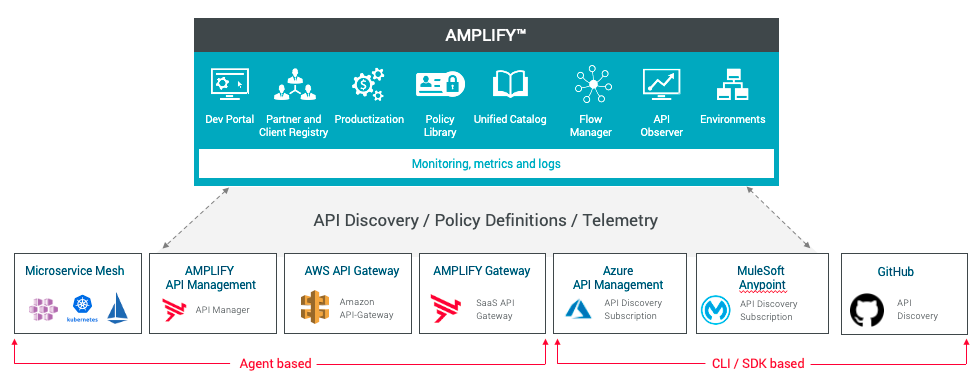 AMPLIFY™
Dev Portal
Partner and
Client Registry
Productization
Policy
Library
Unified Catalog
Flow
Manager
API
Observer
Environments
Monitoring, metrics and logs
API Discovery / Policy Definitions / Telemetry
Microservice Mesh
kubernetes
AMPLIFY
API Management
API Manager
AWS API Gateway
Amazon
API-Gateway
AMPLIFY Gateway
SaaS API
Gateway
Azure
API Management
API Discovery
Subscription
MuleSoft
Anypoint
API Discovery
Subscription
GitHub
API
Discovery
Agent based
CLI / SDK based